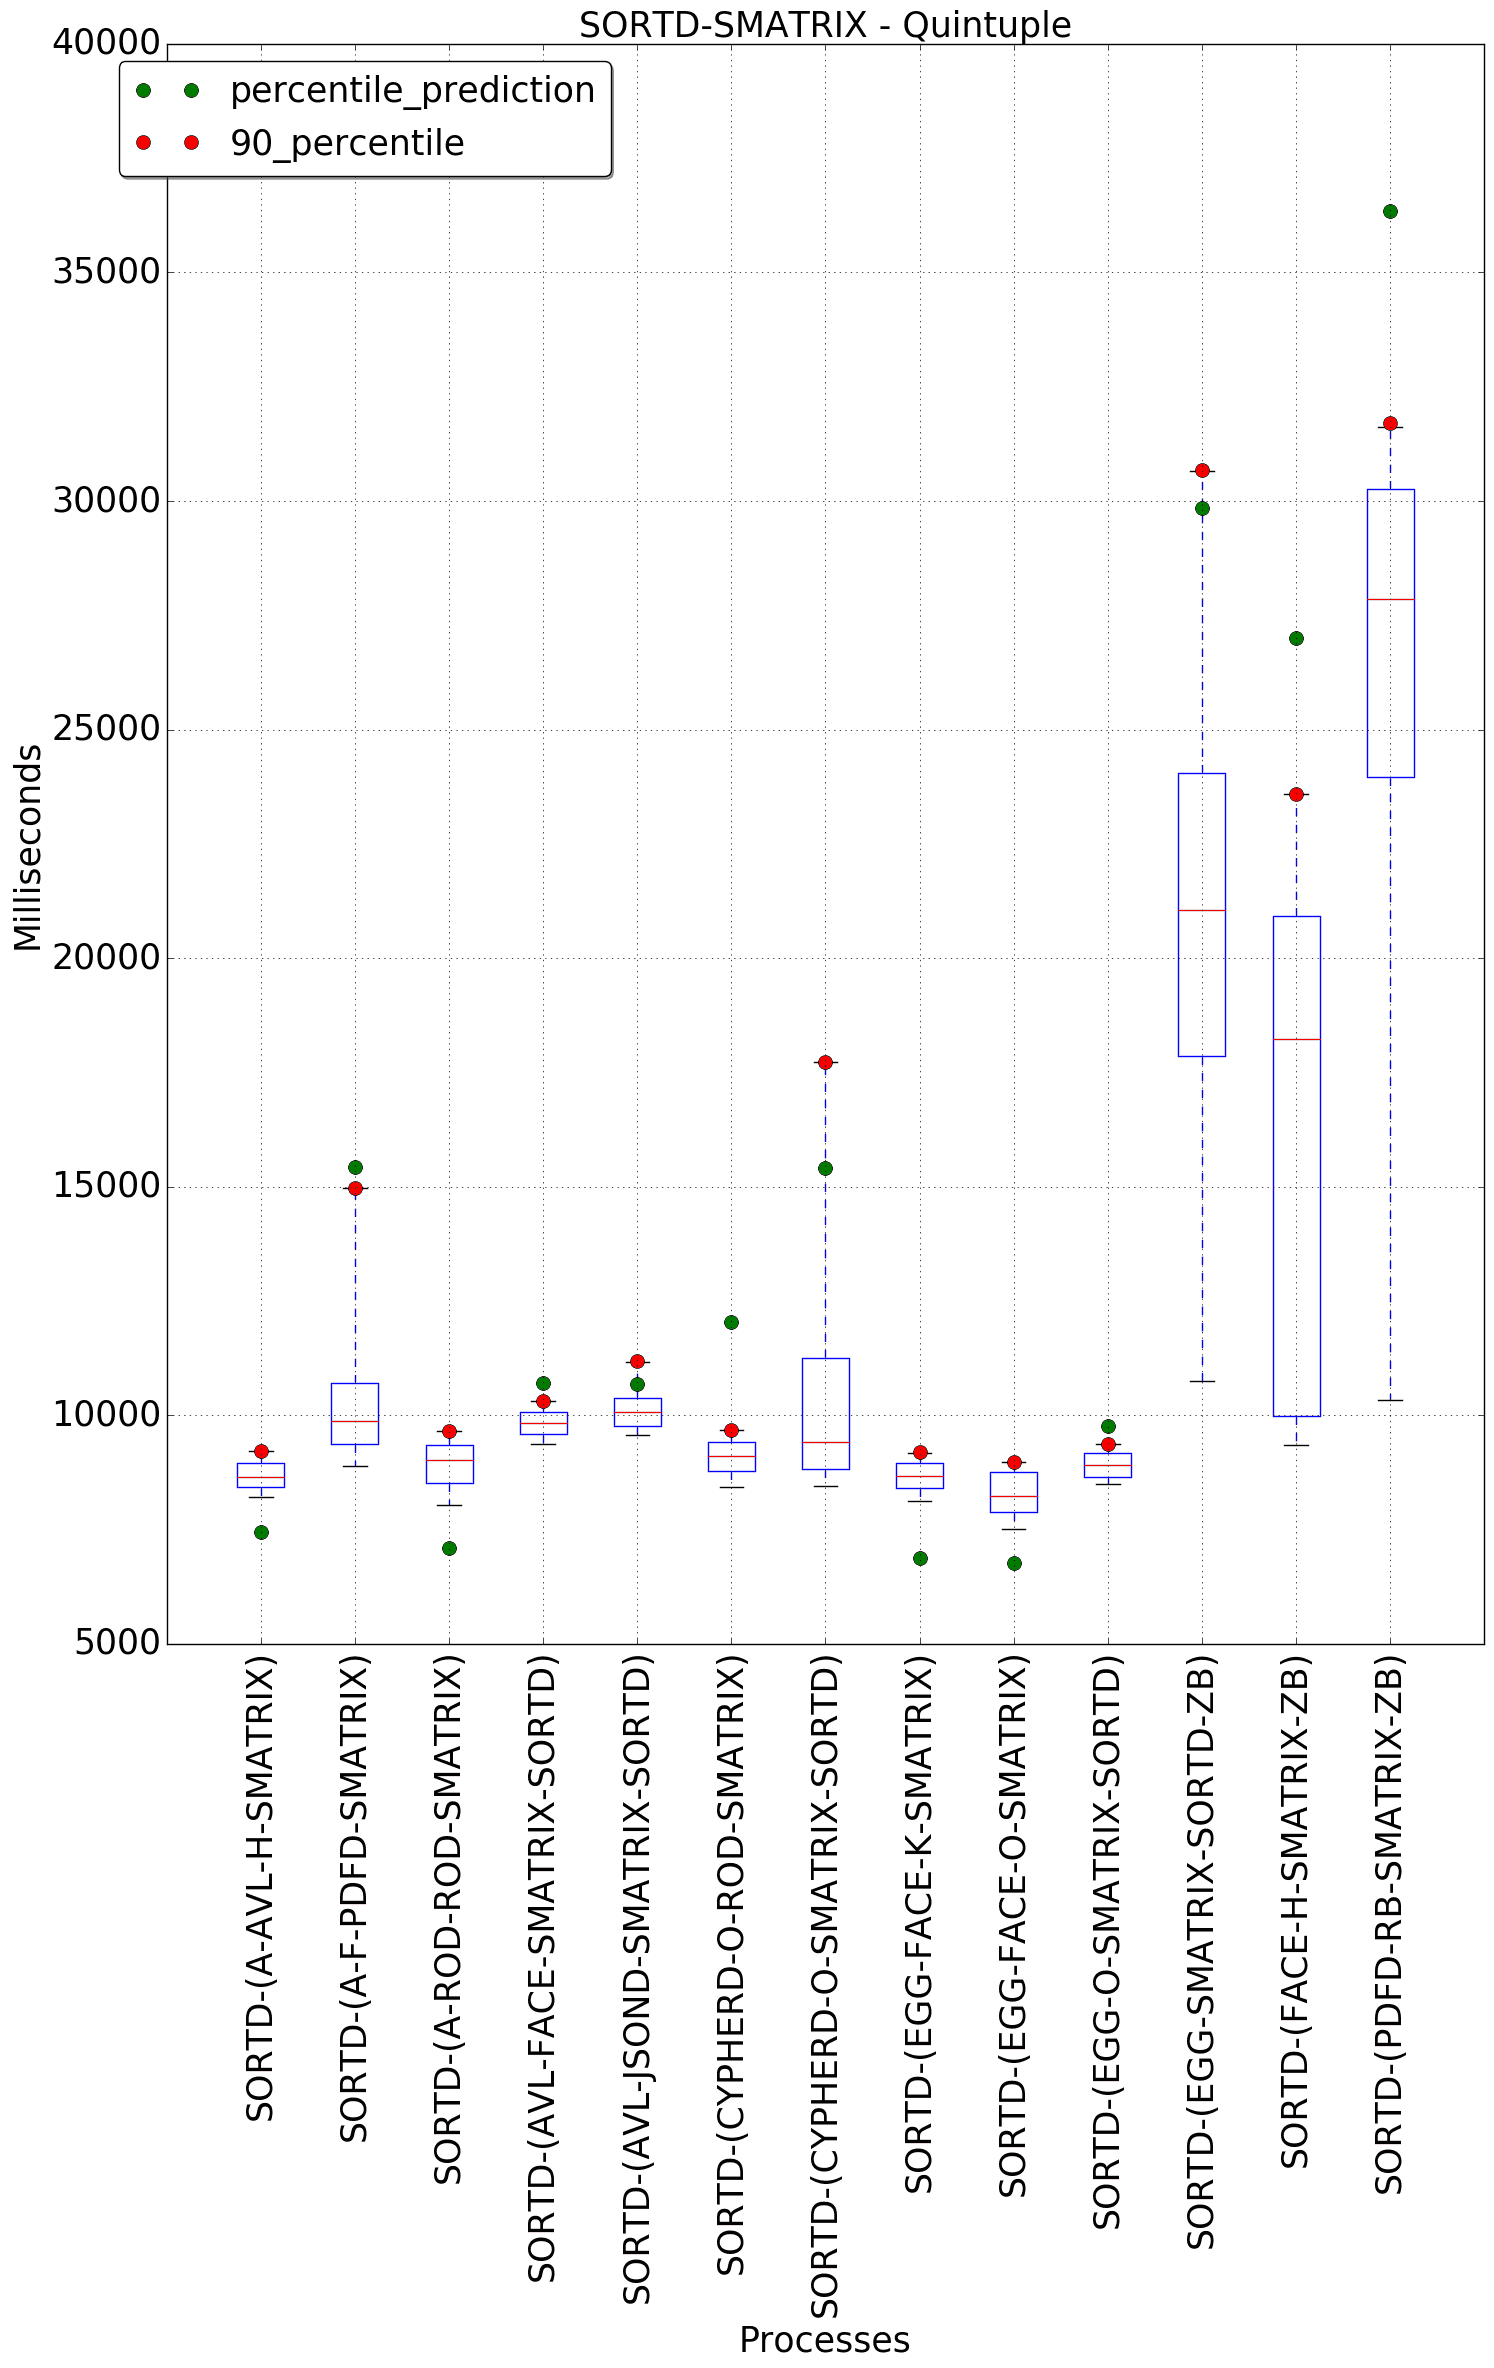 SORTD-SMATRIX - Quintuple
percentile_prediction
90_percentile
40000
35000
30000
25000
20000
15000
10000
5000
Milliseconds
SORTD-(A-AVL-H-SMATRIX)
SORTD-(A-F-PDFD-SMATRIX)
SORTD-(A-ROD-ROD-SMATRIX)
SORTD-(AVL-FACE-SMATRIX-SORTD)
SORTD-(AVL-JSOND-SMATRIX-SORTD)
SORTD-(CYPHERD-O-ROD-SMATRIX)
SORTD-(CYPHERD-O-SMATRIX-SORTD)
SORTD-(EGG-FACE-K-SMATRIX)
SORTD-(EGG-FACE-O-SMATRIX)
SORTD-(EGG-O-SMATRIX-SORTD)
SORTD-(EGG-SMATRIX-SORTD-ZB)
SORTD-(FACE-H-SMATRIX-ZB)
SORTD-(PDFD-RB-SMATRIX-ZB)
Processes